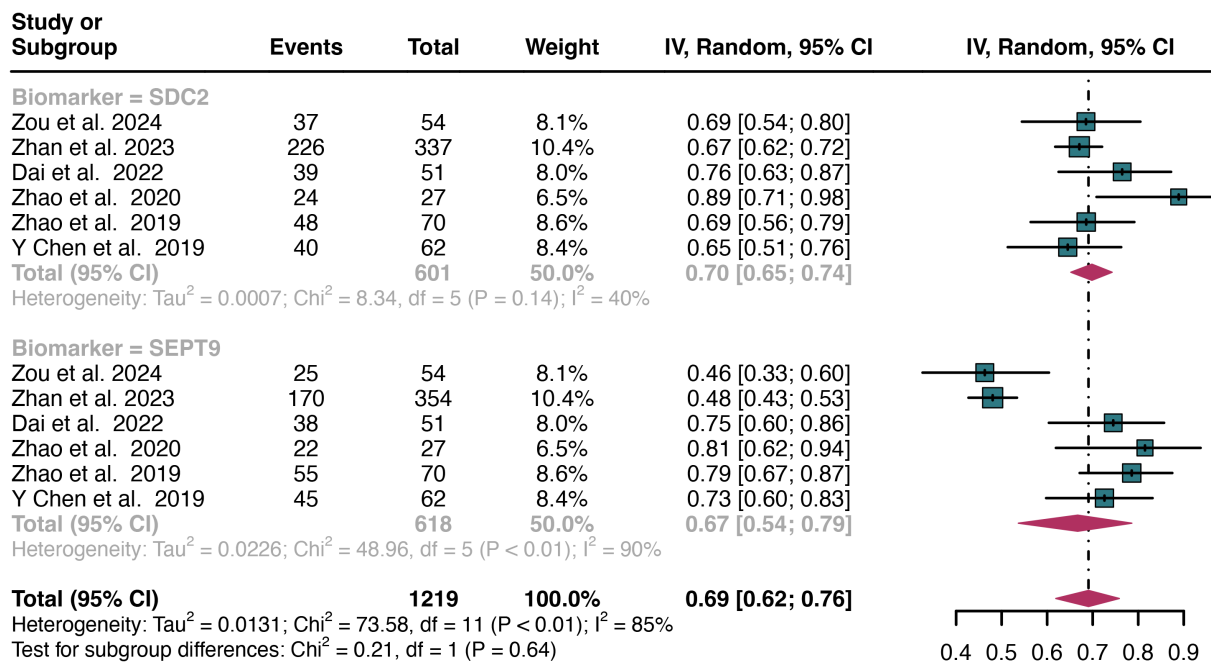 Study or
Subgroup Events Total Weight IV, Random, 95% CI IV, Random, 95% CI
Biomarker = SDC2
Zou et al. 2024 37 54 8.1% 0.69 [0.54; 0.80]
Zhan et al. 2023 226 337 10.4% 0.67 [0.62; 0.72]
Dai et al. 2022 39 51 8.0% 0.76 [0.63; 0.87]
Zhao et al. 2020 24 27 6.5% 0.89 [0.71; 0.98]
Zhao et al. 2019 48 70 8.6% 0.69 [0.56; 0.79]
Y Chen et al. 2019 40 62 8.4% 0.65 [0.51; 0.76]
Total (95% CI) 601 50.0% 0.70 [0.65; 0.74]
Heterogeneity: Tau² = 0.0007; Chi² = 8.34, df = 5 (P = 0.14); I² = 40%
Biomarker = SEPT9
Zou et al. 2024 25 54 8.1% 0.46 [0.33; 0.60]
Zhan et al. 2023 170 354 10.4% 0.48 [0.43; 0.53]
Dai et al. 2022 38 51 8.0% 0.75 [0.60; 0.86]
Zhao et al. 2020 22 27 6.5% 0.81 [0.62; 0.94]
Zhao et al. 2019 55 70 8.6% 0.79 [0.67; 0.87]
Y Chen et al. 2019 45 62 8.4% 0.73 [0.60; 0.83]
Total (95% CI) 618 50.0% 0.67 [0.54; 0.79]
Heterogeneity: Tau² = 0.0226; Chi² = 48.96, df = 5 (P < 0.01); I² = 90%
Total (95% CI) 1219 100.0% 0.69 [0.62; 0.76]
Heterogeneity: Tau² = 0.0131; Chi² = 73.58, df = 11 (P < 0.01); I² = 85%
Test for subgroup differences: Chi² = 0.21, df = 1 (P = 0.64)
0.4 0.5 0.6 0.7 0.8 0.9